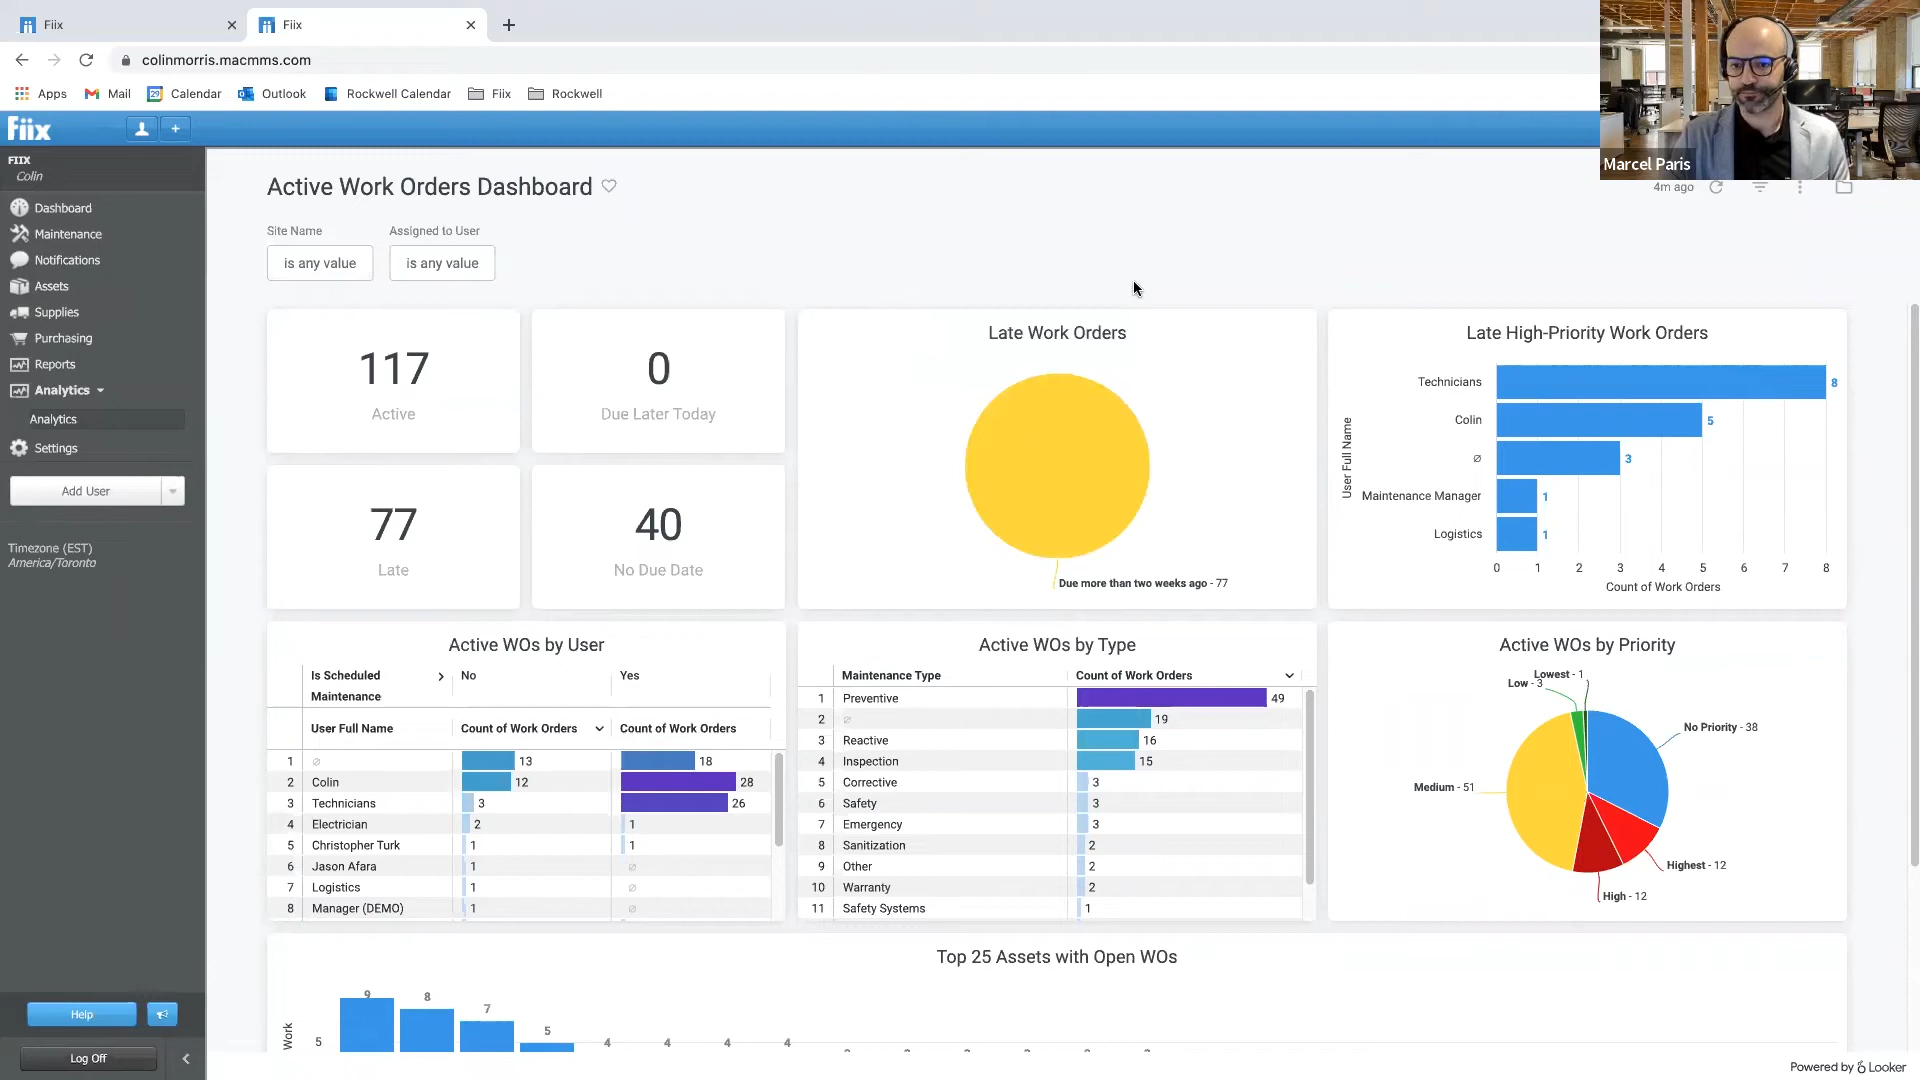 Fiix
Fiix
colinmorris.macmms.com
Apps
Mail
Calendar
Outlook
Rockwell Calendar
Fiix
Rockwell
Marcel Paris
fiix
FIIX
Colin
Dashboard
Maintenance
Notifications
Assets
Supplies
Purchasing
Reports
Analytics
Analytics
Settings
Add User
Timezone (EST)
America/Toronto
Help
Log Off
Active Work Orders Dashboard
4m ago
Site Name
Assigned to User
is any value
is any value
117
Active
0
Due Later Today
77
Late
40
No Due Date
Late Work Orders
Due more than two weeks ago - 77
Late High-Priority Work Orders
User Full Name
Technicians 8
Colin 5
∅ 3
Maintenance Manager 1
Logistics 1
0 1 2 3 4 5 6 7 8
Count of Work Orders
Active WOs by User
Is Scheduled Maintenance No Yes
User Full Name Count of Work Orders Count of Work Orders
1 ∅ 13 18
2 Colin 12 28
3 Technicians 3 26
4 Electrician 2 1
5 Christopher Turk 1 1
6 Jason Afara 1 ∅
7 Logistics 1 ∅
8 Manager (DEMO) 1 ∅
Active WOs by Type
Maintenance Type Count of Work Orders
1 Preventive 49
2 ∅ 19
3 Reactive 16
4 Inspection 15
5 Corrective 3
6 Safety 3
7 Emergency 3
8 Sanitization 2
9 Other 2
10 Warranty 2
11 Safety Systems 1
Active WOs by Priority
Lowest - 1
Low - 3
No Priority - 38
Medium - 51
Highest - 12
High - 12
Top 25 Assets with Open WOs
Work
5
9 8 7 5 4 4 4 4
Powered by Looker